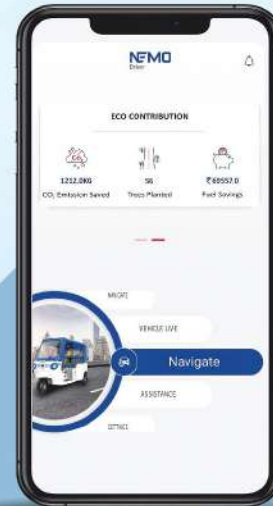 NEMO
Driver
ECO CONTRIBUTION
CO₂
1212.0KG
56
₹69557.0
CO₂ Emission Saved
Trees Planted
Fuel Savings
VEHICLE LIVE
Navigate
ASSISTANCE